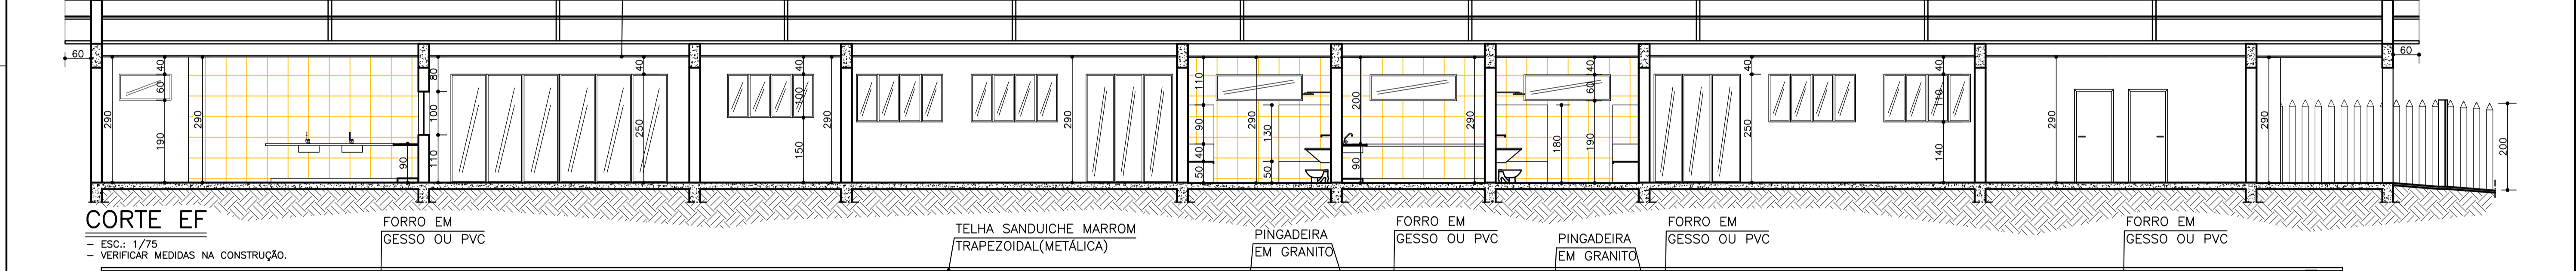 60
40
60
190
290
290
90
80
100
110
40
250
40
100
150
290
290
110
90
40
50
290
130
50
200
90
290
180
40
60
190
40
250
40
110
140
290
290
200
60
CORTE EF
- ESC.: 1/75
- VERIFICAR MEDIDAS NA CONSTRUÇÃO.
FORRO EM
GESSO OU PVC
TELHA SANDUICHE MARROM
TRAPEZOIDAL(METÁLICA)
PINGADEIRA
EM GRANITO
FORRO EM
GESSO OU PVC
PINGADEIRA
EM GRANITO
FORRO EM
GESSO OU PVC
FORRO EM
GESSO OU PVC